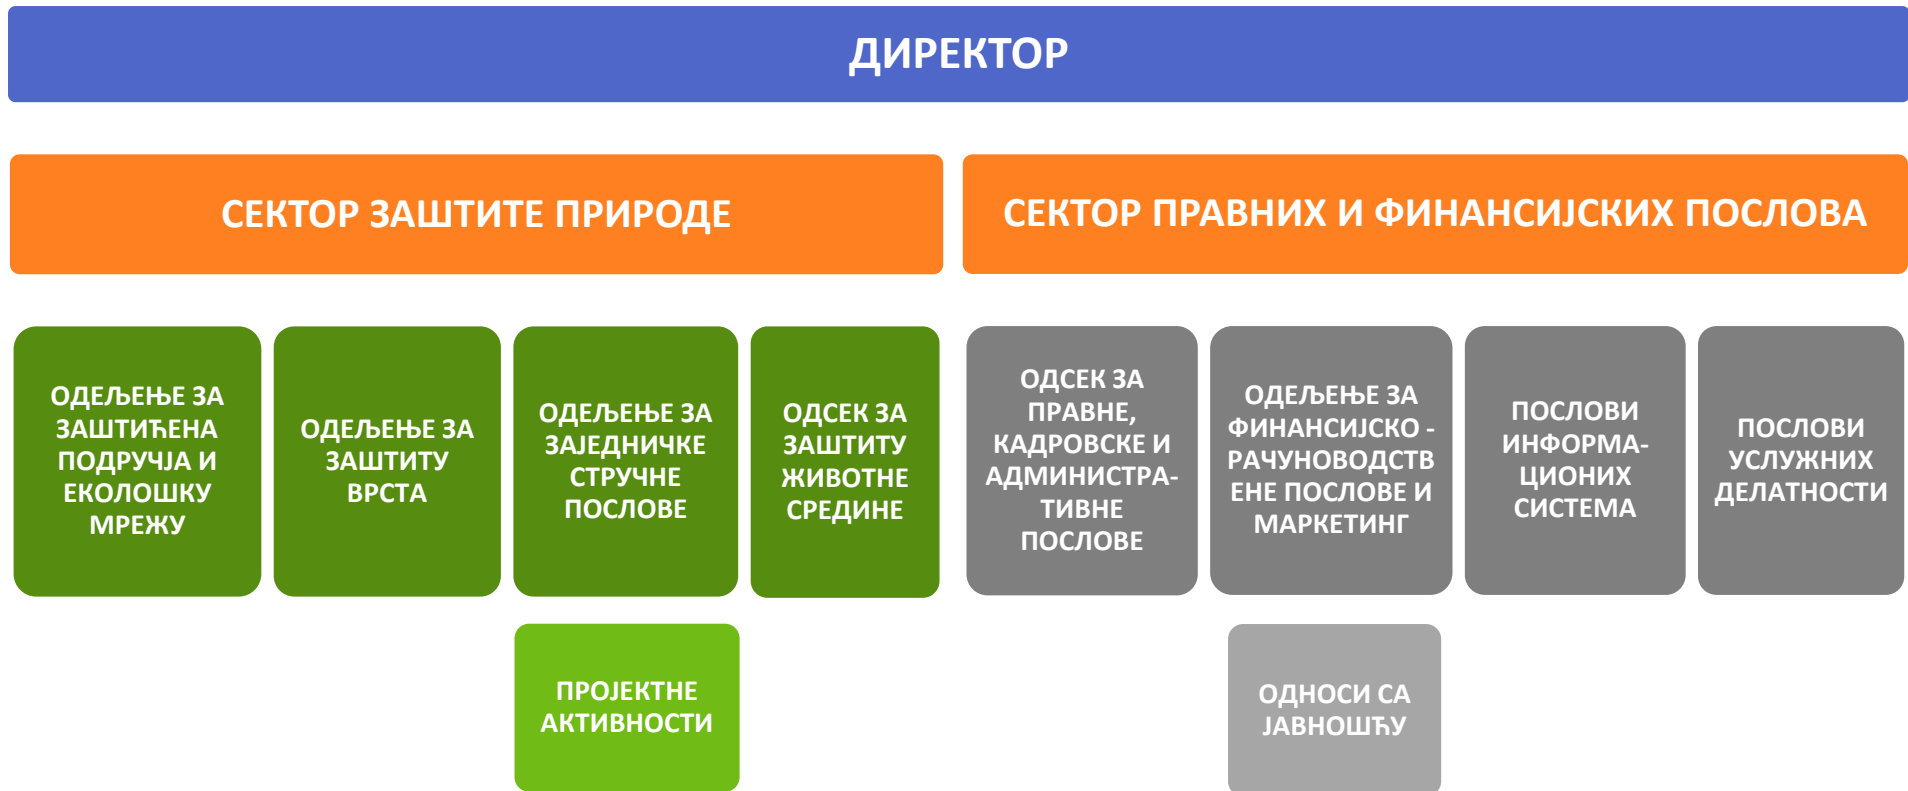 ДИРЕКТОР
СЕКТОР ЗАШТИТЕ ПРИРОДЕ
СЕКТОР ПРАВНИХ И ФИНАНСИЈСКИХ ПОСЛОВА
ОДЕЉЕЊЕ ЗА
ЗАШТИЋЕНА
ПОДРУЧЈА И
ЕКОЛОШКУ
МРЕЖУ
ОДЕЉЕЊЕ ЗА
ЗАШТИТУ
ВРСТА
ОДЕЉЕЊЕ ЗА
ЗАЈЕДНИЧКЕ
СТРУЧНЕ
ПОСЛОВЕ
ОДСЕК ЗА
ЗАШТИТУ
ЖИВОТНЕ
СРЕДИНЕ
ОДСЕК ЗА
ПРАВНЕ,
КАДРОВСКЕ И
АДМИНИСТРА-
ТИВНЕ
ПОСЛОВЕ
ОДЕЉЕЊЕ ЗА
ФИНАНСИЈСКО -
РАЧУНОВОДСТВ
ЕНЕ ПОСЛОВЕ И
МАРКЕТИНГ
ПОСЛОВИ
ИНФОРМА-
ЦИОНИХ
СИСТЕМА
ПОСЛОВИ
УСЛУЖНИХ
ДЕЛАТНОСТИ
ПРОЈЕКТНЕ
АКТИВНОСТИ
ОДНОСИ СА
ЈАВНОШЋУ